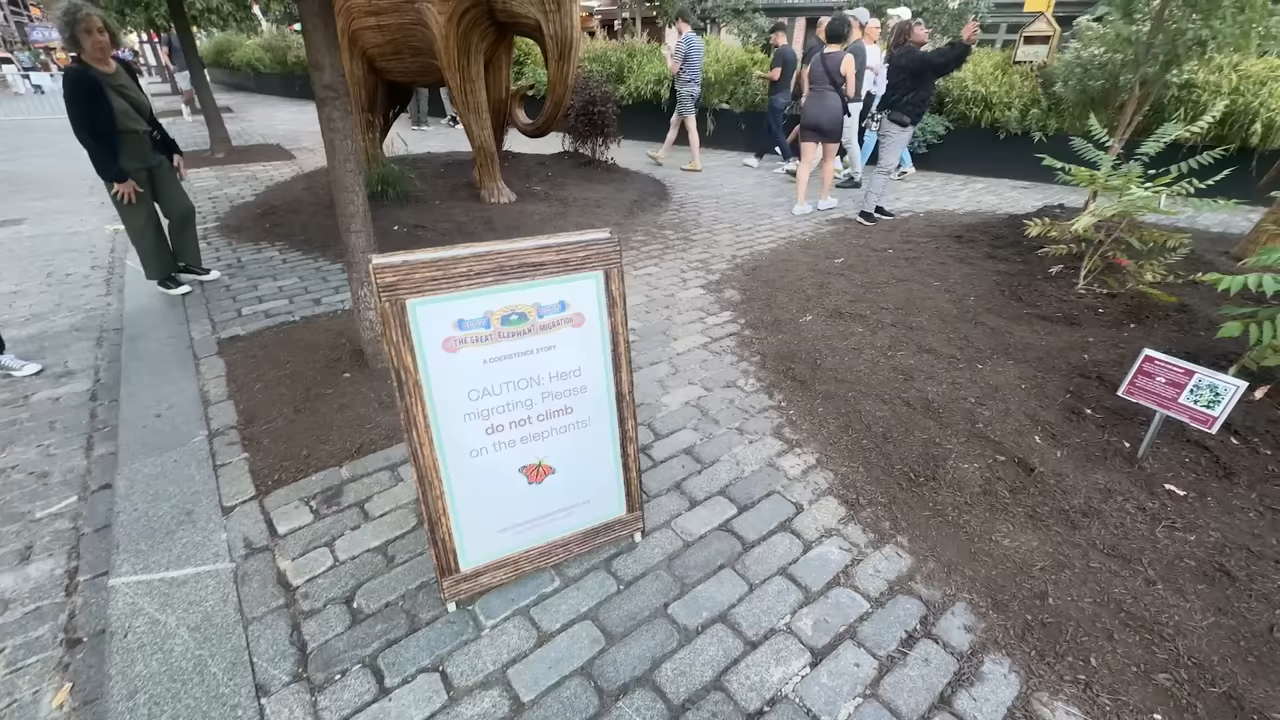 THE GREAT ELEPHANT MIGRATION
A COEXISTENCE STORY
CAUTION: Herd
migrating. Please
do not climb
on the elephants!